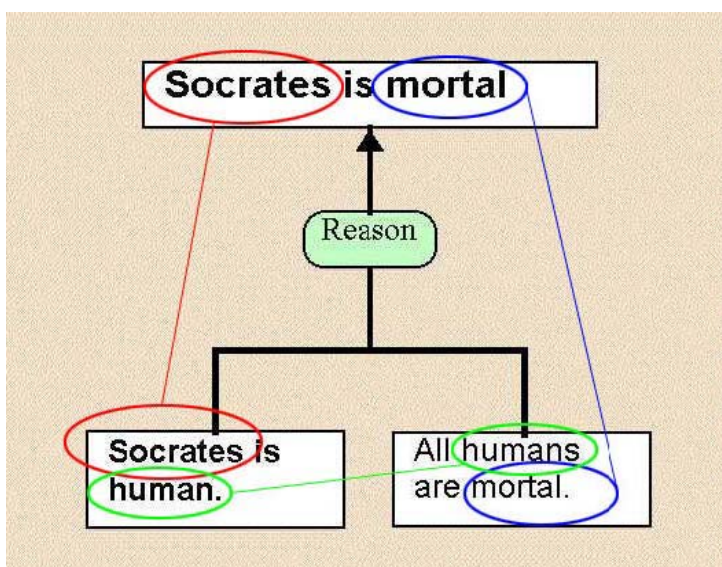 Socrates is mortal
Reason
Socrates is
human.
All humans
are mortal.